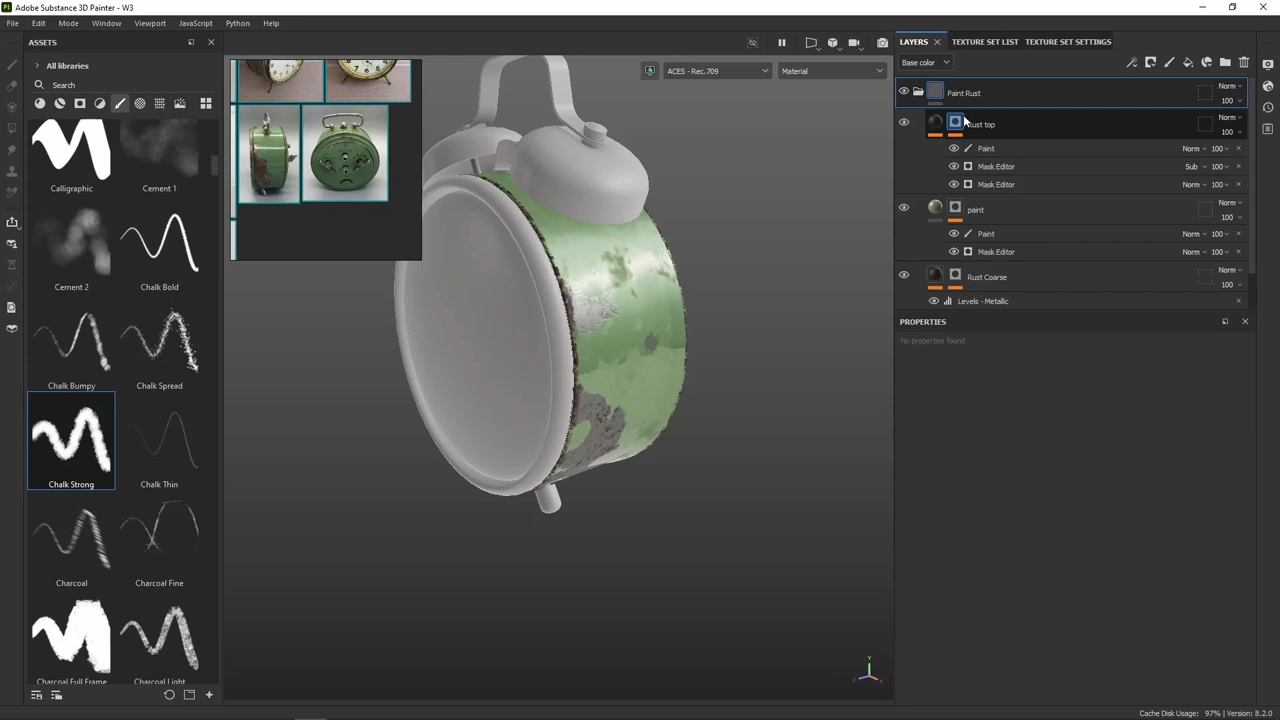 Adobe Substance 3D Painter - W3
File Edit Mode Window JavaScript Python Help
ASSETS
All libraries
Search
Calligraphic
Cement 1
Cement 2
Chalk Bold
Chalk Bumpy
Chalk Spread
Chalk Strong
Chalk Thin
Charcoal
Charcoal Fine
Charcoal Full Frame
Charcoal Light
ACES - Rec.709
Material
LAYERS
TEXTURE SET LIST
TEXTURE SET SETTINGS
Base color
Paint Rust
Norm
100
Rust top
Norm
100
Paint Norm 100
Mask Editor Sub 100
Mask Editor Norm 100
paint
Norm
100
Paint Norm 100
Mask Editor Norm 100
Rust Coarse
Norm
100
Levels - Metallic
PROPERTIES
No properties found
Y
Cache Disk Usage: 97% | Version: 8.2.0